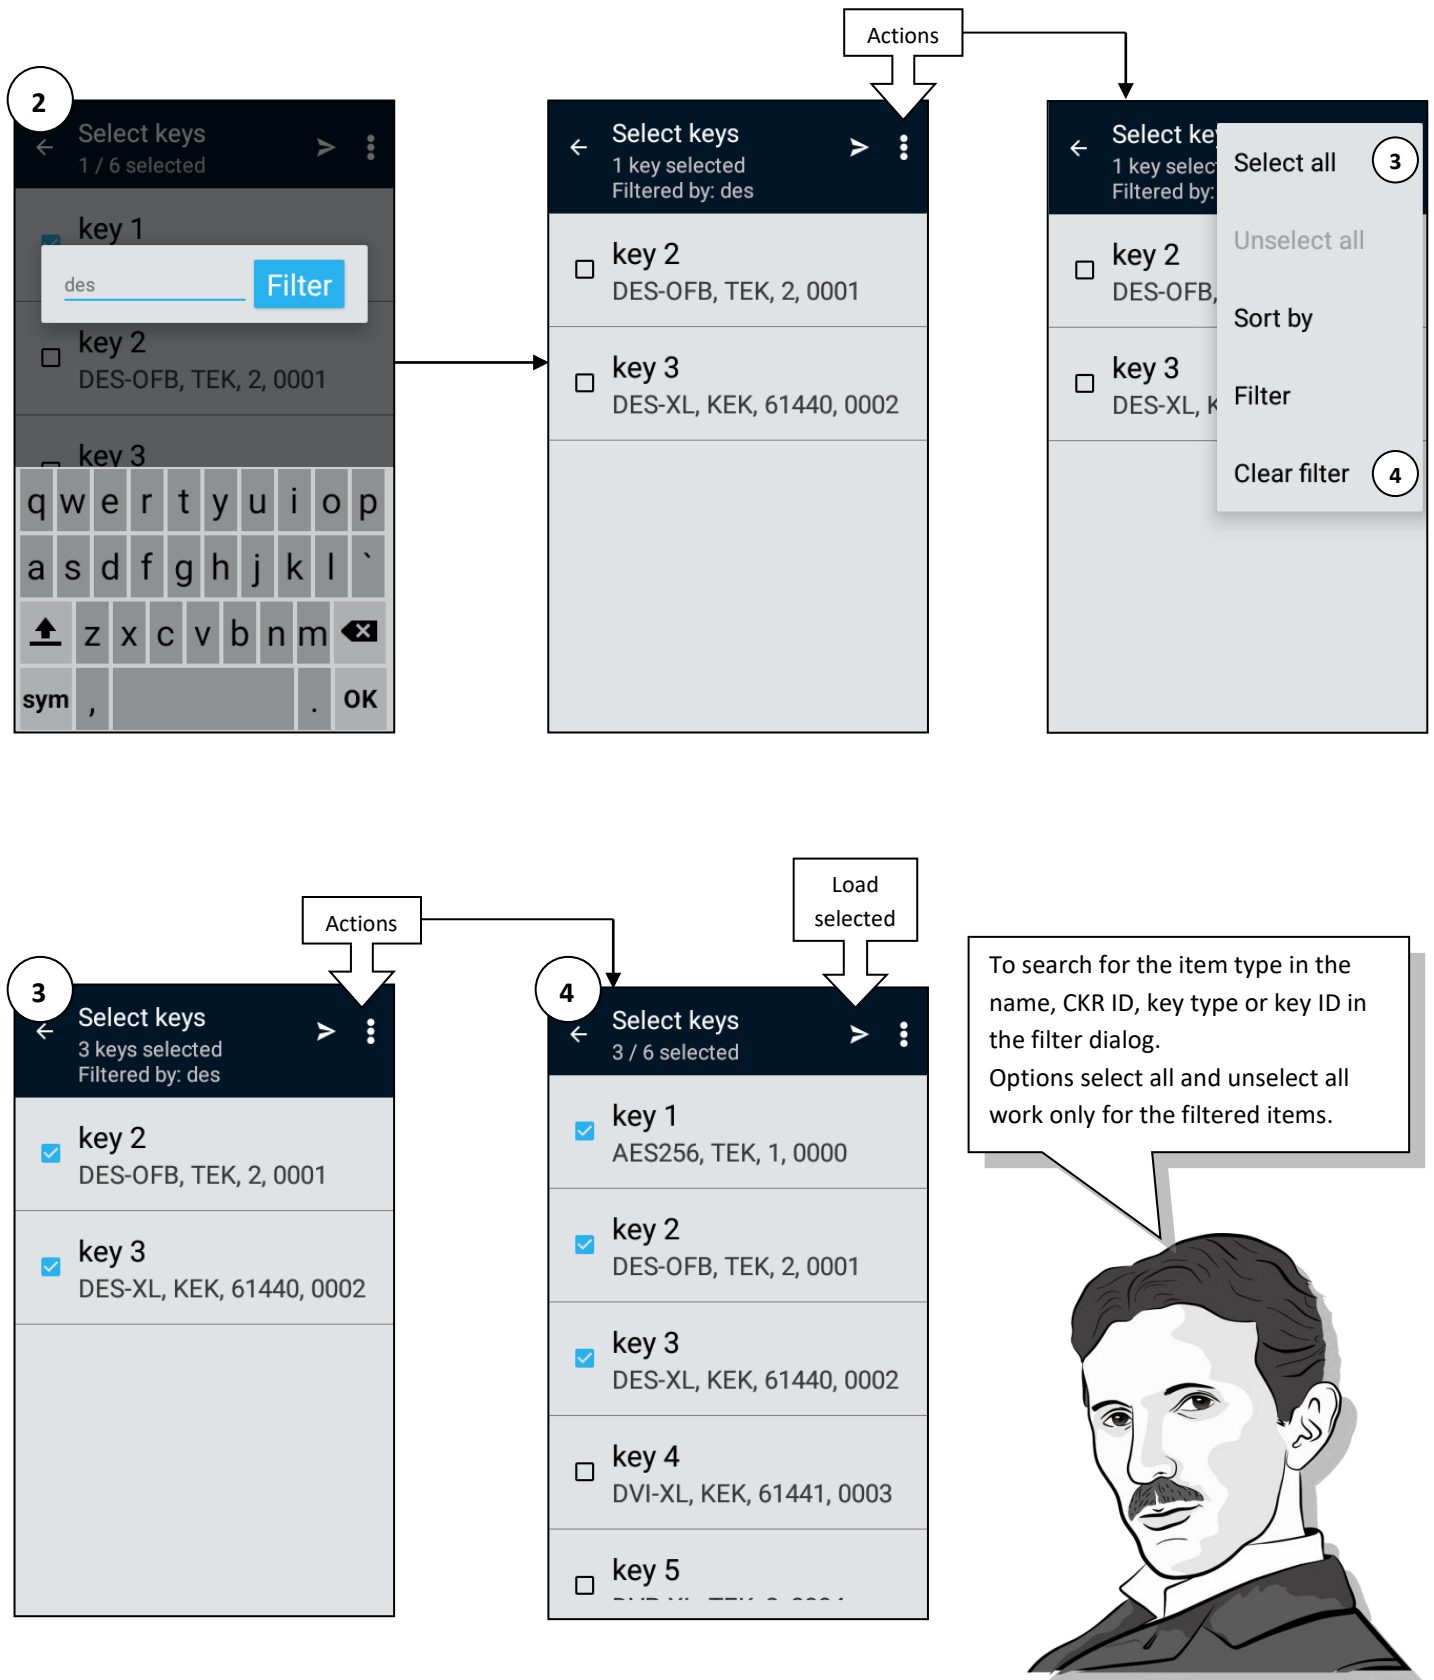 Actions
2
Select keys
1 / 6 selected
key 1
des
Filter
key 2
DES-OFB, TEK, 2, 0001
key 3
q w e r t y u i o p
a s d f g h j k l `
z x c v b n m
sym , . OK
Select keys
1 key selected
Filtered by: des
key 2
DES-OFB, TEK, 2, 0001
key 3
DES-XL, KEK, 61440, 0002
Select key
1 key select
Filtered by:
key 2
DES-OFB,
key 3
DES-XL, K
Select all
3
Unselect all
Sort by
Filter
Clear filter
4
Actions
3
Select keys
3 keys selected
Filtered by: des
key 2
DES-OFB, TEK, 2, 0001
key 3
DES-XL, KEK, 61440, 0002
Load
selected
4
Select keys
3 / 6 selected
key 1
AES256, TEK, 1, 0000
key 2
DES-OFB, TEK, 2, 0001
key 3
DES-XL, KEK, 61440, 0002
key 4
DVI-XL, KEK, 61441, 0003
key 5
To search for the item type in the
name, CKR ID, key type or key ID in
the filter dialog.
Options select all and unselect all
work only for the filtered items.